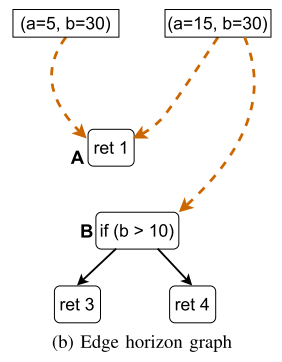 (a=5, b=30) (a=15, b=30)
A ret 1
B if (b > 10)
ret 3 ret 4
(b) Edge horizon graph